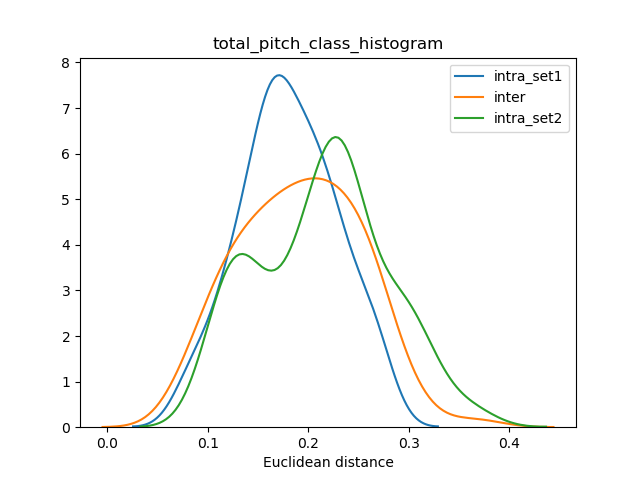 total_pitch_class_histogram
8
7
6
5
4
3
2
1
0
intra_set1
inter
intra_set2
0.0 0.1 0.2 0.3 0.4
Euclidean distance